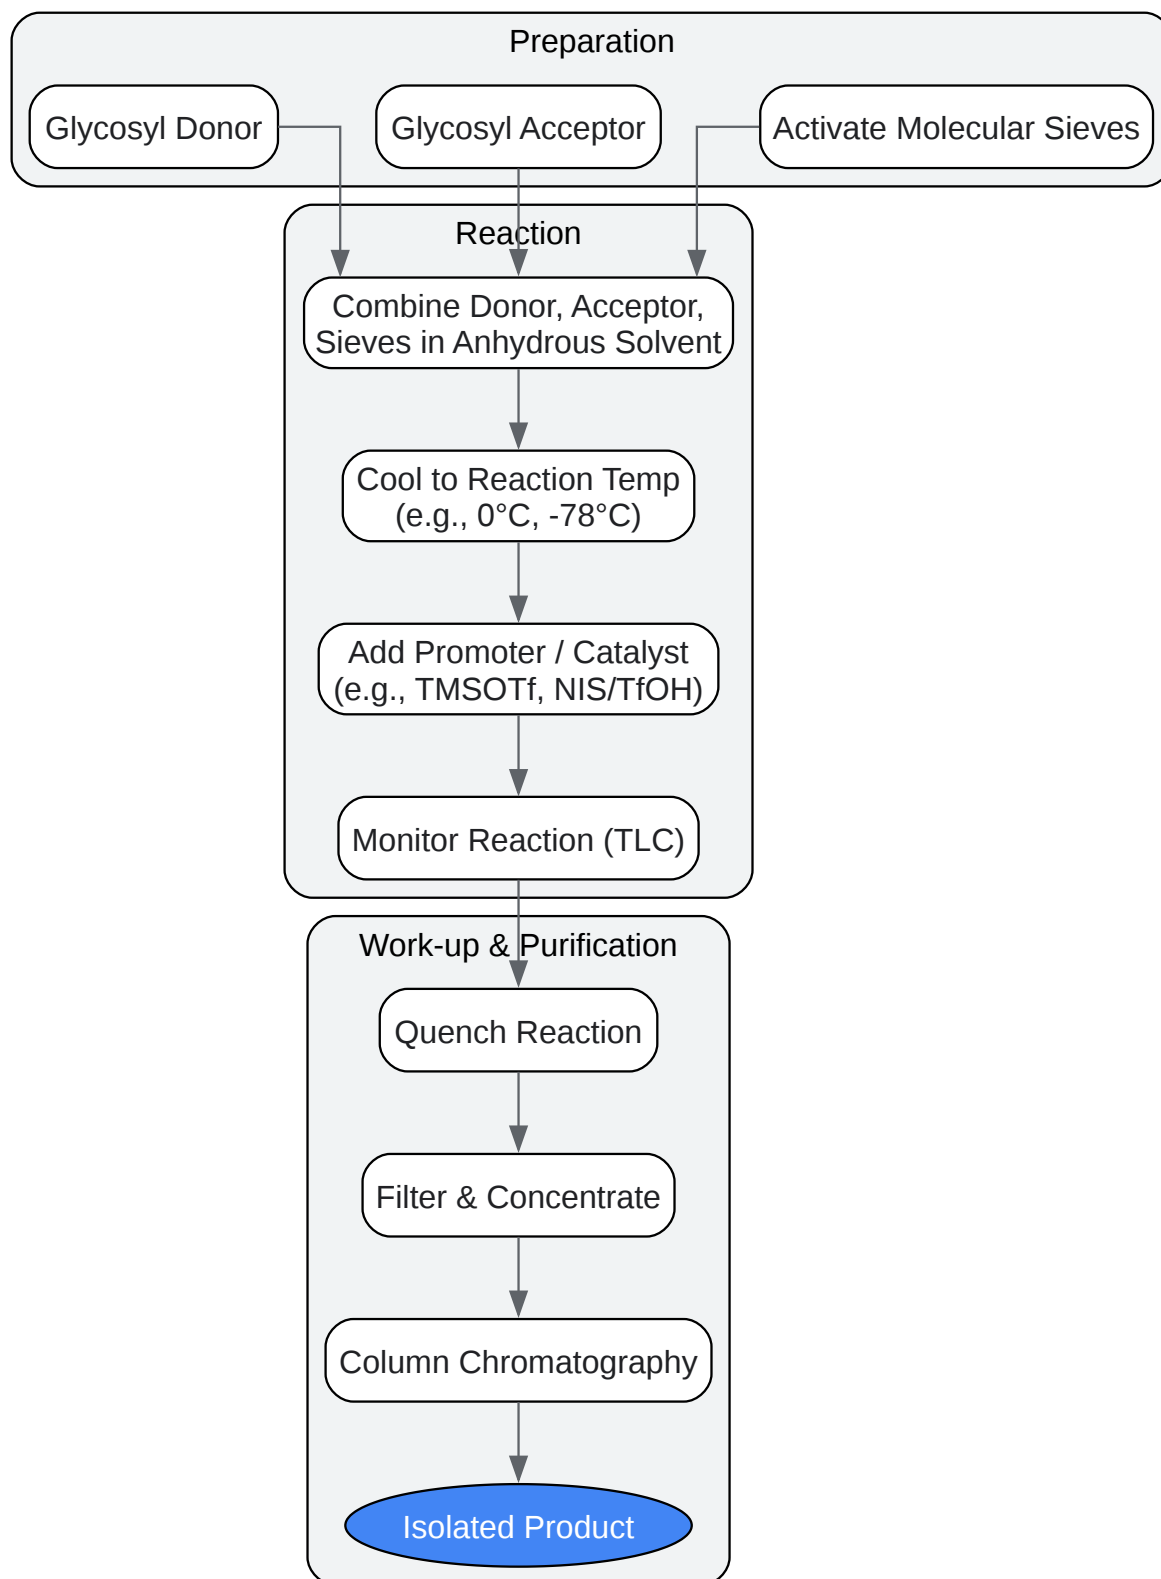 Preparation
Glycosyl Donor
Glycosyl Acceptor
Activate Molecular Sieves
Reaction
Combine Donor, Acceptor,
Sieves in Anhydrous Solvent
Cool to Reaction Temp
(e.g., 0°C, -78°C)
Add Promoter / Catalyst
(e.g., TMSOTf, NIS/TfOH)
Monitor Reaction (TLC)
Work-up & Purification
Quench Reaction
Filter & Concentrate
Column Chromatography
Isolated Product